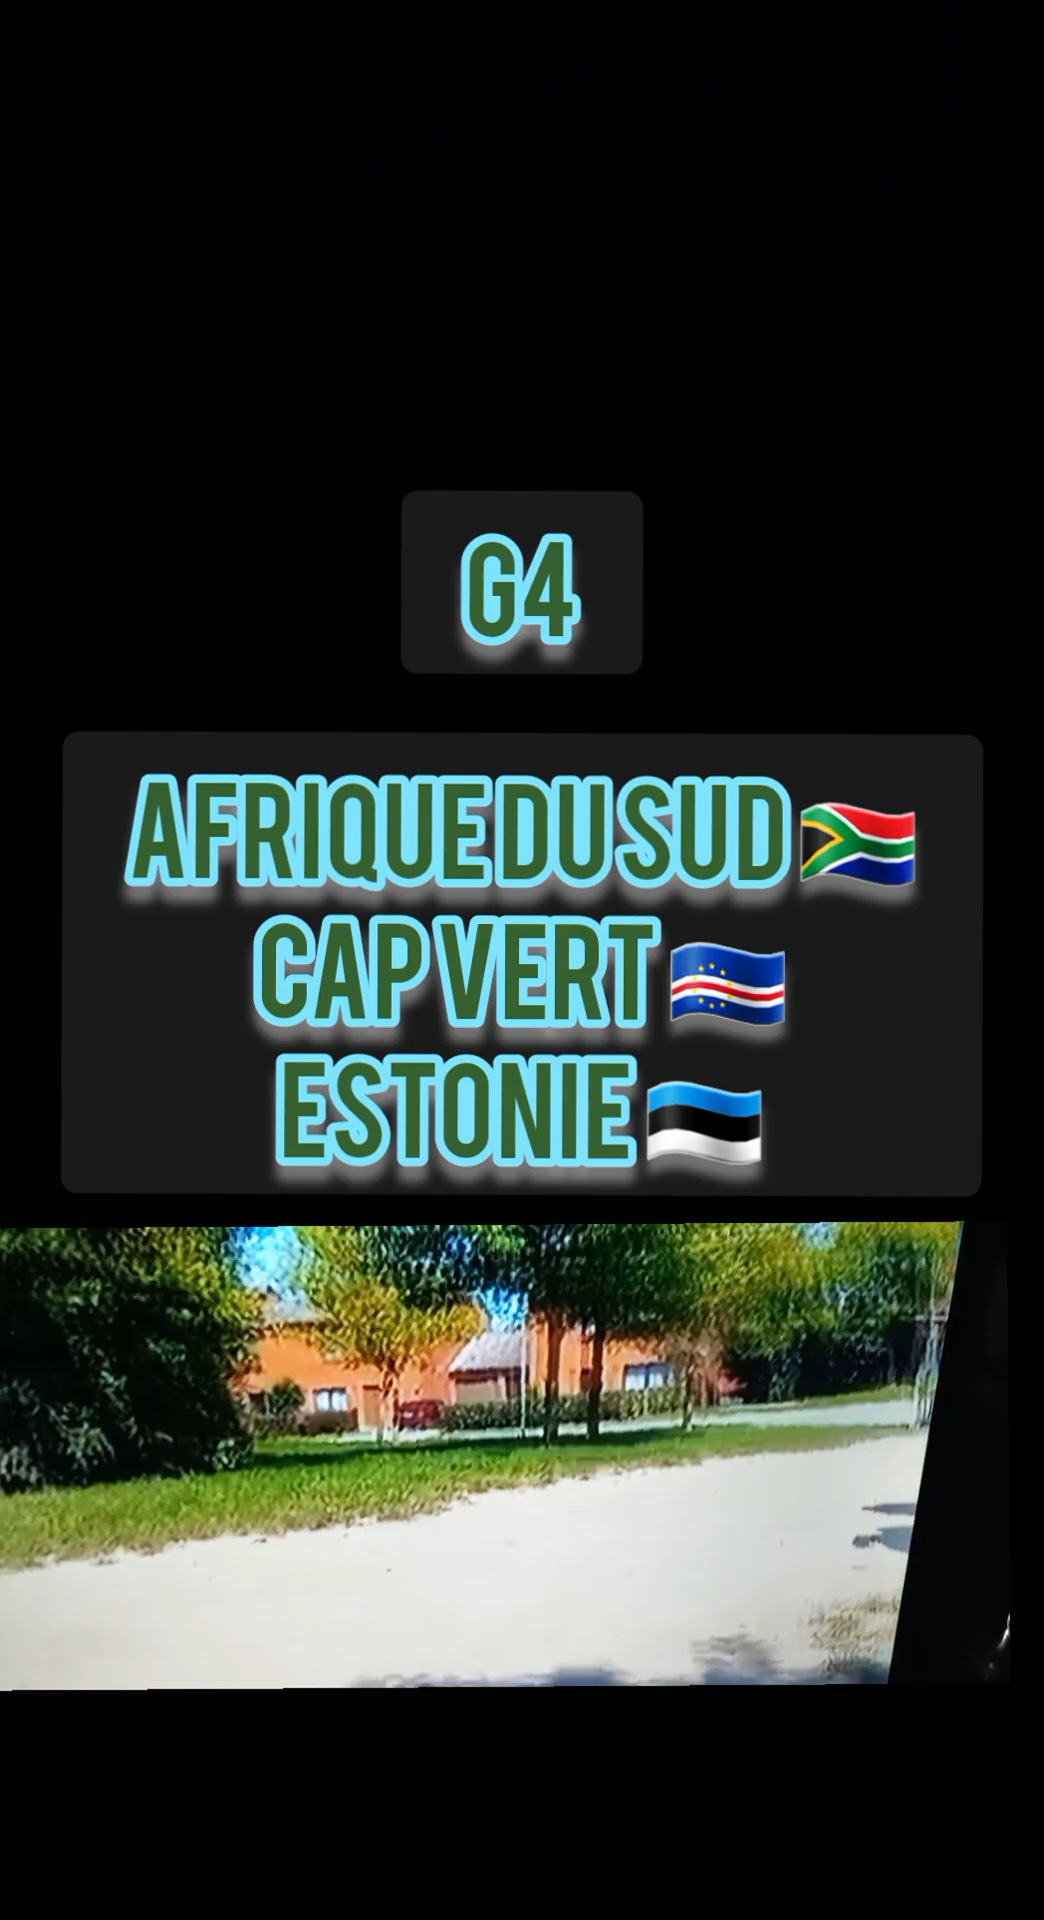 G4
AFRIQUE DU SUD 🇿🇦
CAP VERT 🇨🇻
ESTONIE 🇪🇪